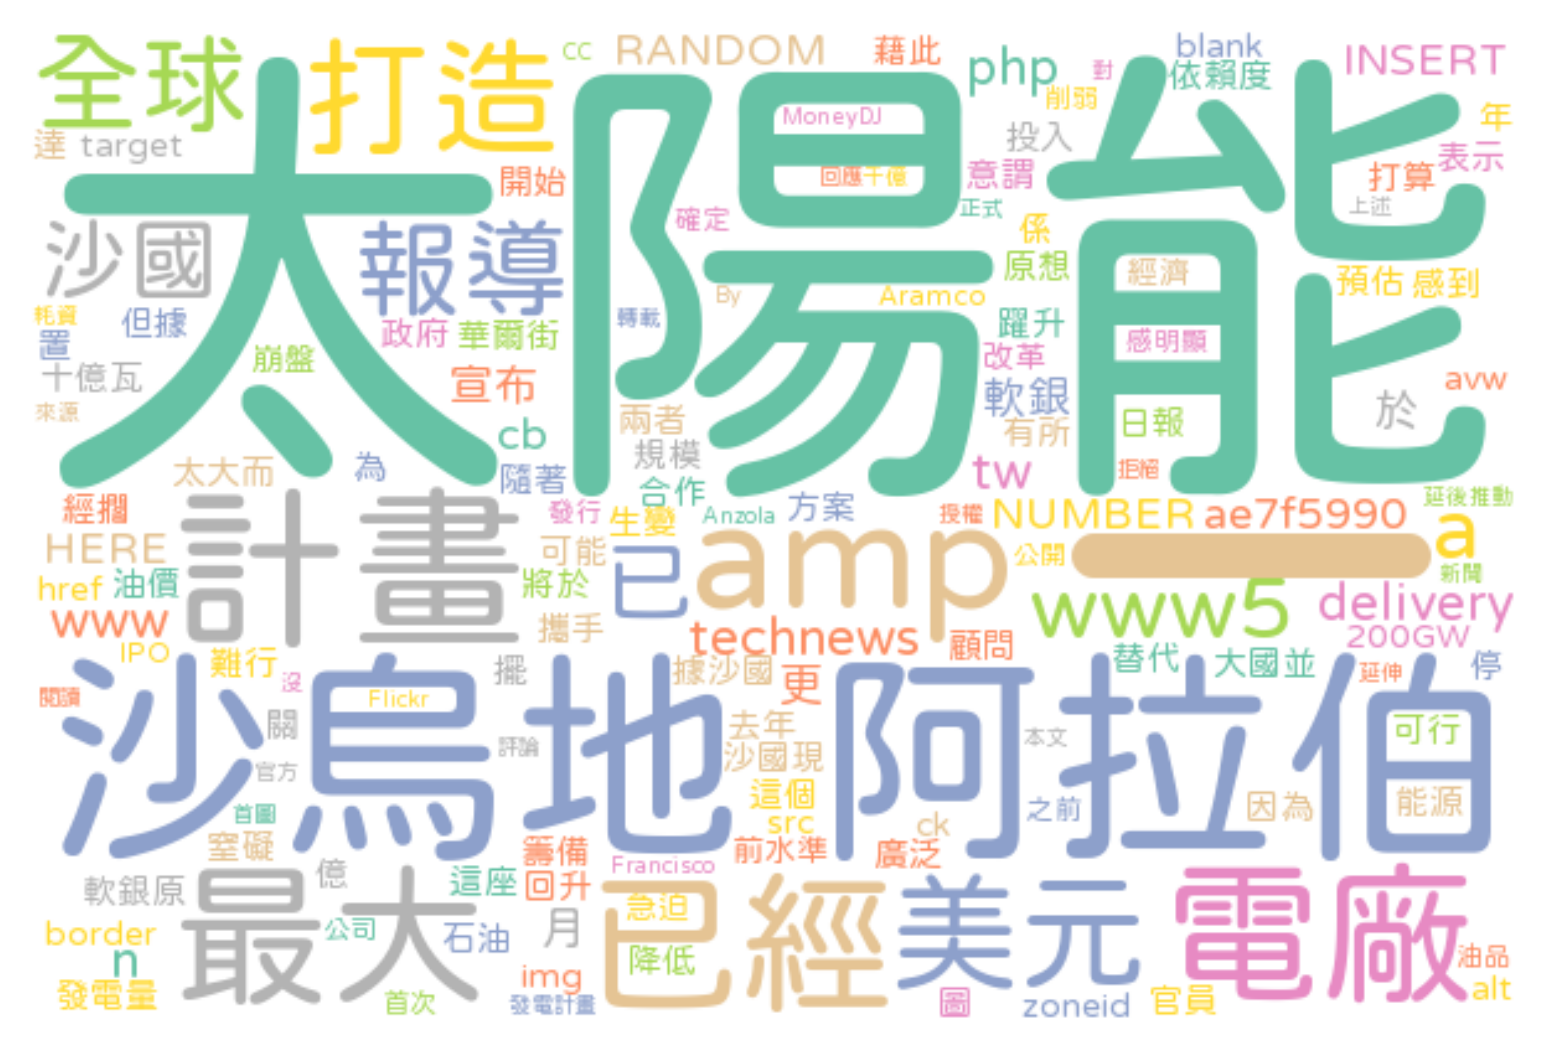 全球
打造
cc
RANDOM
藉此
php
對
blank
依賴度
INSERT
達
target
太陽能
MoneyDJ
削弱
投入
年
表示
開始
回應
千億
意謂
打算
沙國
報導
確定
正式
上述
係
原想
經濟
預估
感到
耗資
但據
置
政府
華爾街
By
轉載
Aramco
躍升
改革
感明顯
十億瓦
崩盤
宣布
軟銀
avw
來源
cb
兩者
有所
日報
於
太大而
為
隨著
規模
合作
tw
拒絕
延後推動
經擱
計畫
發行
生變
Anzola
方案
授權
NUMBER
ae7f5990
a
HERE
可能
已
amp
公開
一
新聞
href
油價
將於
www
攜手
technews
顧問
www5
delivery
200GW
IPO
難行
擺
據沙國
更
替代
大國並
延伸
停
閱讀
沒
沙烏地阿拉伯
Flickr
關
官方
評論
去年
沙國現
本文
可行
首圖
這個
src
ck
之前
因為
能源
窒礙
籌備
前水準
廣泛
軟銀原
最大
億
這座
回升
Francisco
已經
急迫
美元
電廠
border
公司
石油
月
降低
n
發電量
首次
img
發電計畫
圖
zoneid
官員
油品
alt